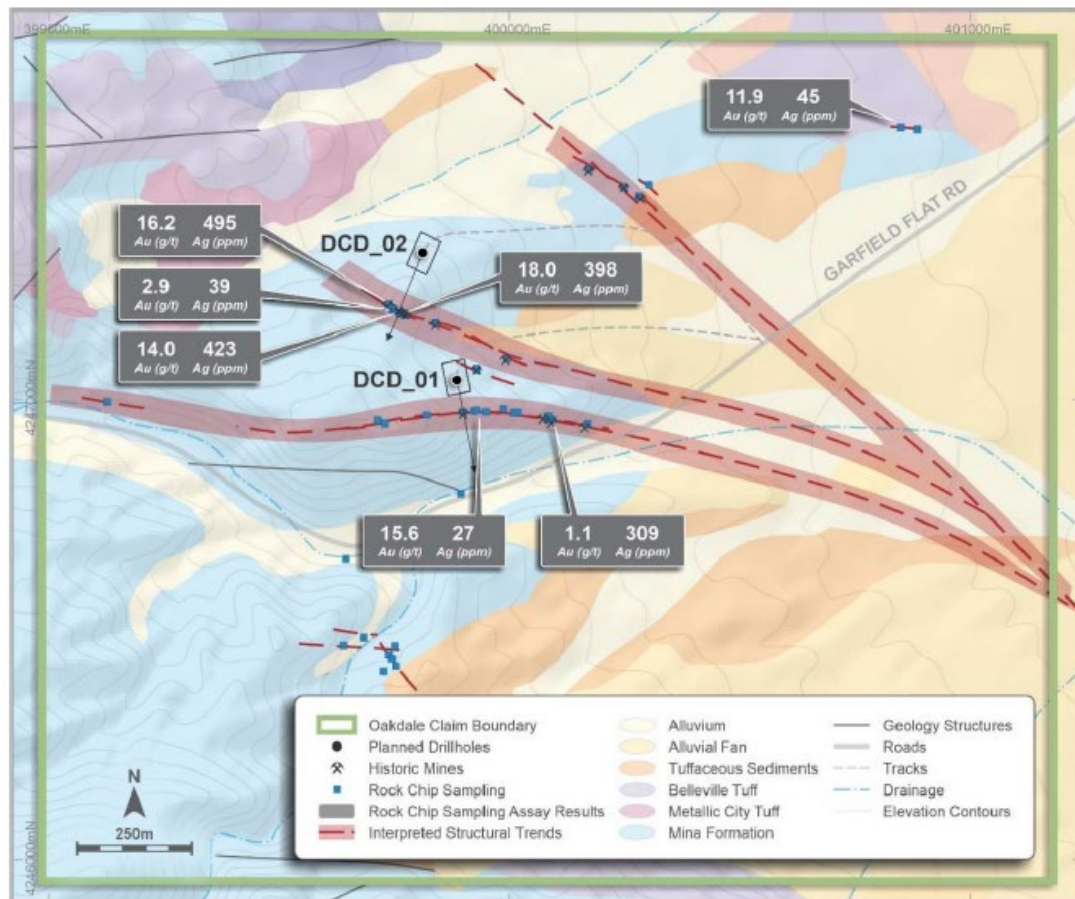 399000mE
400000mE
401000mE
11.9 45
Au (g/t) Ag (ppm)
GARFIELD FLAT RD
16.2 495
Au (g/t) Ag (ppm)
DCD_02
2.9 39
Au (g/t) Ag (ppm)
18.0 398
Au (g/t) Ag (ppm)
14.0 423
Au (g/t) Ag (ppm)
DCD_01
4247000mN
15.6 27
Au (g/t) Ag (ppm)
1.1 309
Au (g/t) Ag (ppm)
N
250m
4246000mN
Oakdale Claim Boundary
Planned Drillholes
Historic Mines
Rock Chip Sampling
Rock Chip Sampling Assay Results
Interpreted Structural Trends
Alluvium
Alluvial Fan
Tuffaceous Sediments
Belleville Tuff
Metallic City Tuff
Mina Formation
Geology Structures
Roads
Tracks
Drainage
Elevation Contours